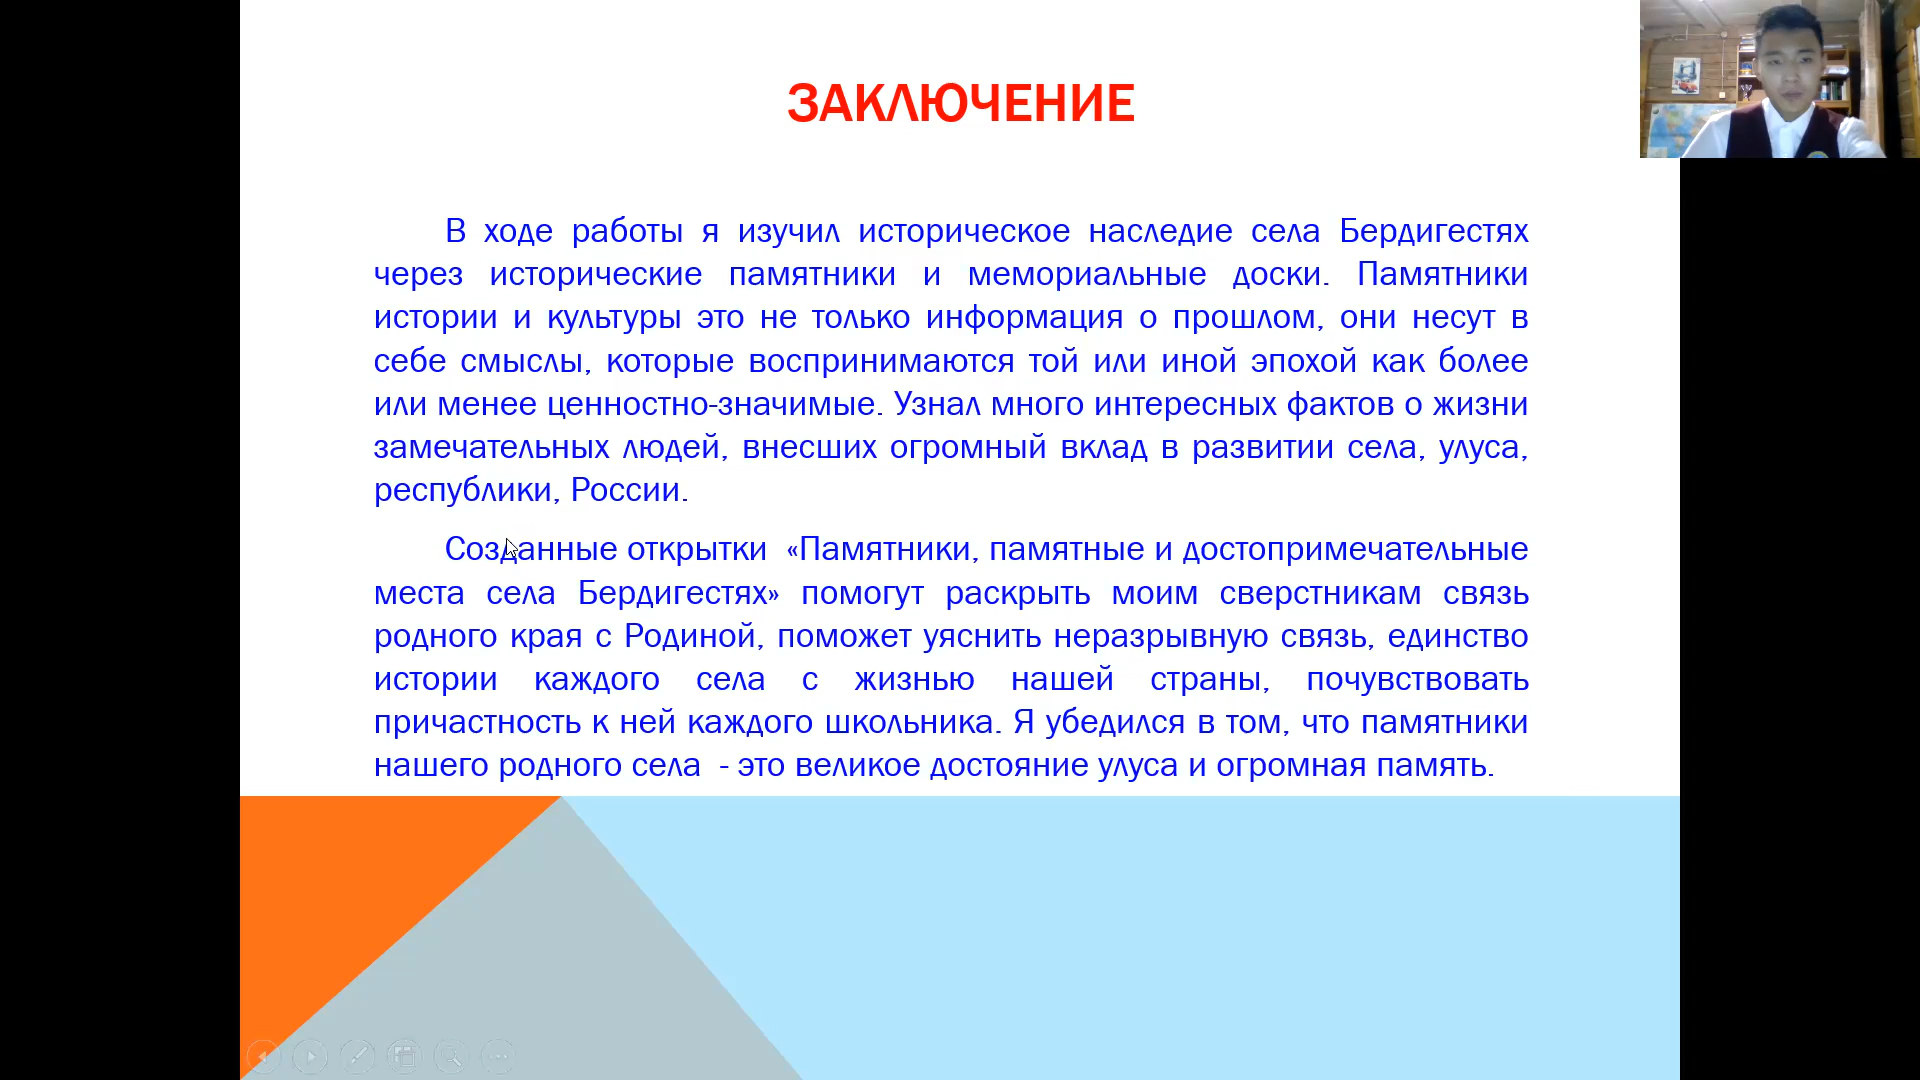 ЗАКЛЮЧЕНИЕ
В ходе работы я изучил историческое наследие села Бердигестях
через исторические памятники и мемориальные доски. Памятники
истории и культуры это не только информация о прошлом, они несут в
себе смыслы, которые воспринимаются той или иной эпохой как более
или менее ценностно-значимые. Узнал много интересных фактов о жизни
замечательных людей, внесших огромный вклад в развитии села, улуса,
республики, России.
Созданные открытки «Памятники, памятные и достопримечательные
места села Бердигестях» помогут раскрыть моим сверстникам связь
родного края с Родиной, поможет уяснить неразрывную связь, единство
истории каждого села с жизнью нашей страны, почувствовать
причастность к ней каждого школьника. Я убедился в том, что памятники
нашего родного села - это великое достояние улуса и огромная память.